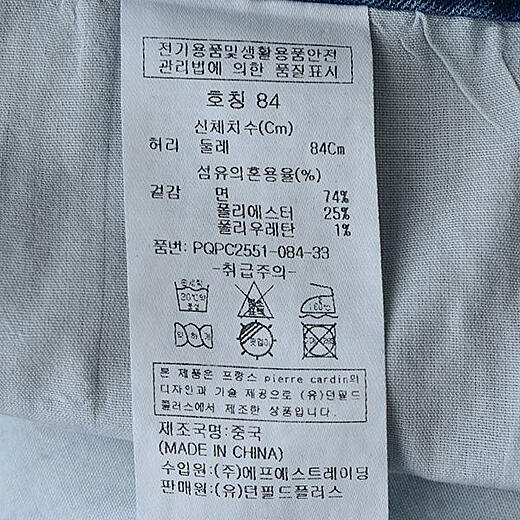 전기용품및생활용품안전
관리법에 의한 품질표시
호칭 84
신체치수(Cm)
허리 둘레 84Cm
섬유의혼용율(%)
겉감 면 74%
폴리에스터 25%
폴리우레탄 1%
품번: PQPC2551-084-33
-취급주의-
본 제품은 프랑스 pierre cardin의
디자인과 기술 제공으로 (유)던필드
플러스에서 제조한 상품입니다.
제조국명:중국
(MADE IN CHINA)
수입원:(주)에프에스트레이딩
판매원:(유)던필드플러스